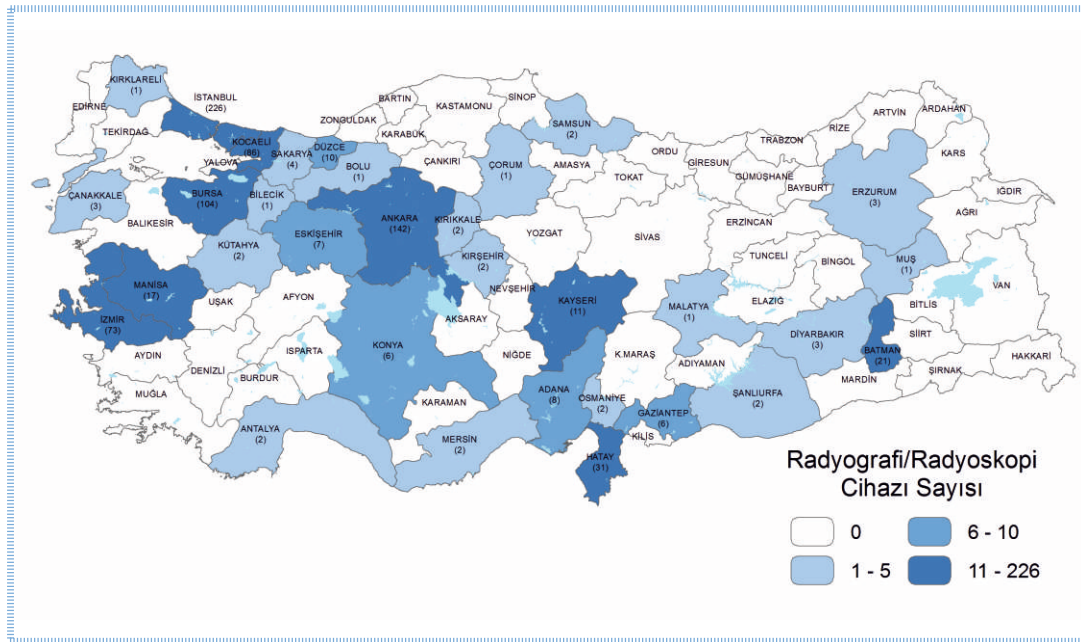 KIRKLARELİ
(1)
EDİRNE
TEKİRDAĞ
İSTANBUL
(226)
KOCAELİ
(86)
YALOVA
SAKARYA
(4)
DÜZCE
(10)
ZONGULDAK
BARTIN
KARABÜK
KASTAMONU
SİNOP
SAMSUN
(2)
ORDU
GİRESUN
TRABZON
RİZE
ARTVİN
ARDAHAN
KARS
ÇANAKKALE
(3)
BURSA
(104)
BİLECİK
(1)
BOLU
(1)
ÇANKIRI
ÇORUM
(1)
AMASYA
TOKAT
GÜMÜŞHANE
BAYBURT
ERZURUM
(3)
IĞDIR
AĞRI
BALIKESİR
KÜTAHYA
(2)
ESKİŞEHİR
(7)
ANKARA
(142)
KIRIKKALE
(2)
KIRŞEHİR
(2)
YOZGAT
SİVAS
ERZİNCAN
TUNCELİ
BİNGÖL
MUŞ
(1)
VAN
BİTLİS
MANİSA
(17)
İZMİR
(73)
UŞAK
AFYON
AKSARAY
NEVŞEHİR
KAYSERİ
(11)
MALATYA
(1)
ELAZIĞ
DİYARBAKIR
(3)
BATMAN
(21)
SİİRT
ŞIRNAK
HAKKARİ
AYDIN
DENİZLİ
BURDUR
ISPARTA
KONYA
(6)
NİĞDE
K.MARAŞ
ADIYAMAN
MARDİN
MUĞLA
ANTALYA
(2)
KARAMAN
MERSİN
(2)
ADANA
(8)
OSMANİYE
(2)
GAZİANTEP
(6)
KİLİS
ŞANLIURFA
(2)
HATAY
(31)
Radyografi/Radyoskopi
Cihazı Sayısı
0
6 - 10
1 - 5
11 - 226